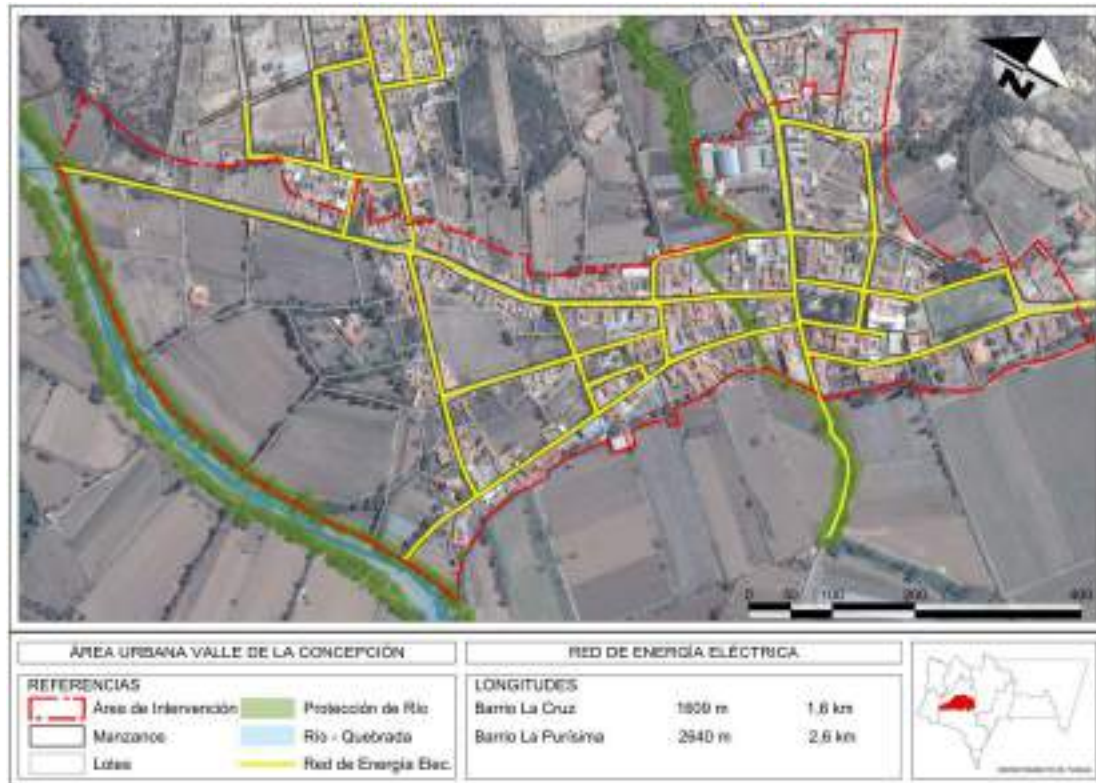 N
0 50 100 200 400
ÁREA URBANA VALLE DE LA CONCEPCIÓN
RED DE ENERGÍA ELÉCTRICA
REFERENCIAS
Área de Intervención
Protección de Río
Manzanos
Río - Quebrada
Lotes
Red de Energía Elec.
LONGITUDES
Barrio La Cruz 1609 m 1,6 km
Barrio La Purísima 2640 m 2,6 km